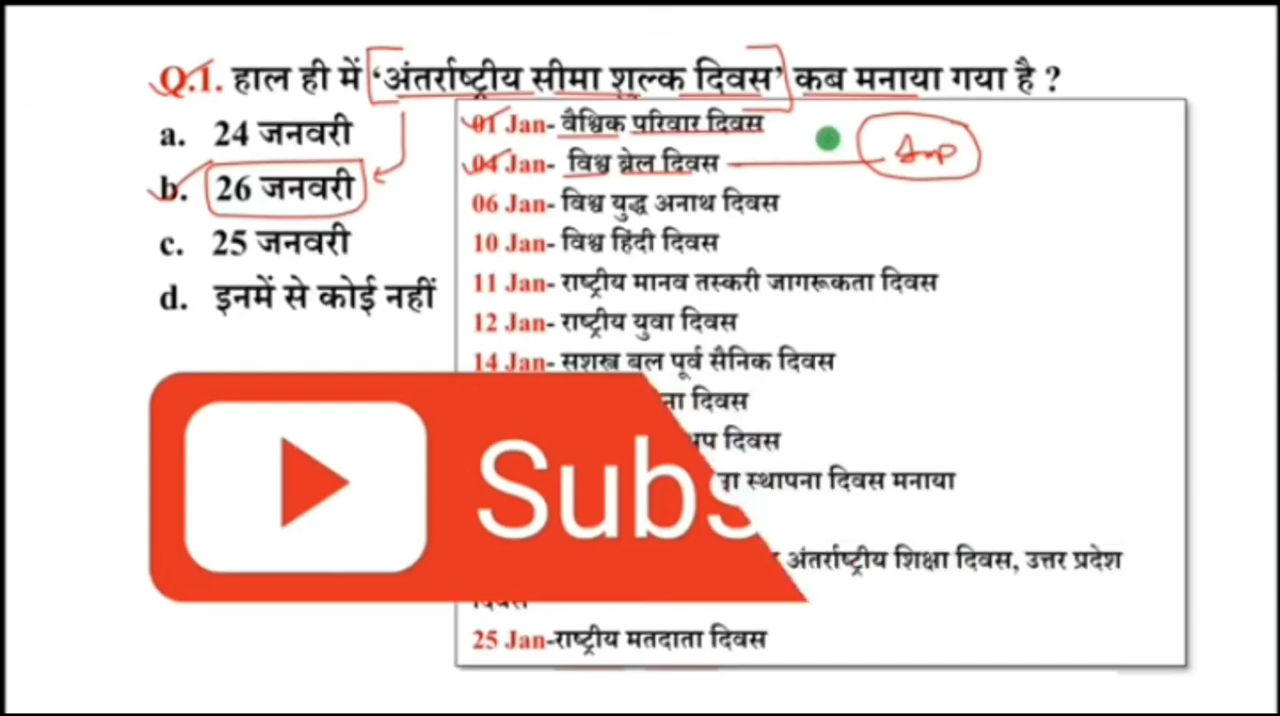 Q.1. हाल ही में ‘अंतर्राष्ट्रीय सीमा शुल्क दिवस’ कब मनाया गया है ?
a. 24 जनवरी
b. 26 जनवरी
c. 25 जनवरी
d. इनमें से कोई नहीं
01 Jan- वैश्विक परिवार दिवस
04 Jan- विश्व ब्रेल दिवस
Imp
06 Jan- विश्व युद्ध अनाथ दिवस
10 Jan- विश्व हिंदी दिवस
11 Jan- राष्ट्रीय मानव तस्करी जागरूकता दिवस
12 Jan- राष्ट्रीय युवा दिवस
14 Jan- सशस्त्र बल पूर्व सैनिक दिवस
दिवस
दिवस
स्थापना दिवस मनाया
अंतर्राष्ट्रीय शिक्षा दिवस, उत्तर प्रदेश
दिवस
25 Jan-राष्ट्रीय मतदाता दिवस
Subs